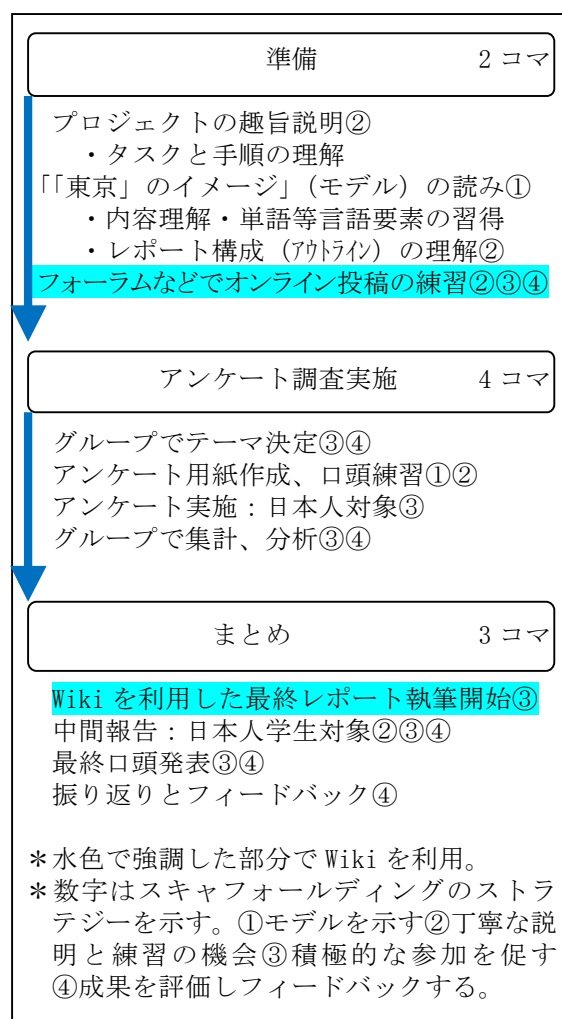 準備 2 コマ
プロジェクトの趣旨説明②
・タスクと手順の理解
「「東京」のイメージ」(モデル) の読み①
・内容理解・単語等言語要素の習得
・レポート構成 (ｱｳﾄﾗｲﾝ) の理解②
フォーラムなどでオンライン投稿の練習②③④
アンケート調査実施 4 コマ
グループでテーマ決定③④
アンケート用紙作成、口頭練習①②
アンケート実施：日本人対象③
グループで集計、分析③④
まとめ 3 コマ
Wiki を利用した最終レポート執筆開始③
中間報告：日本人学生対象②③④
最終口頭発表③④
振り返りとフィードバック④
＊水色で強調した部分で Wiki を利用。
＊数字はスキャフォールディングのストラ
テジーを示す。①モデルを示す②丁寧な説
明と練習の機会③積極的な参加を促す
④成果を評価しフィードバックする。